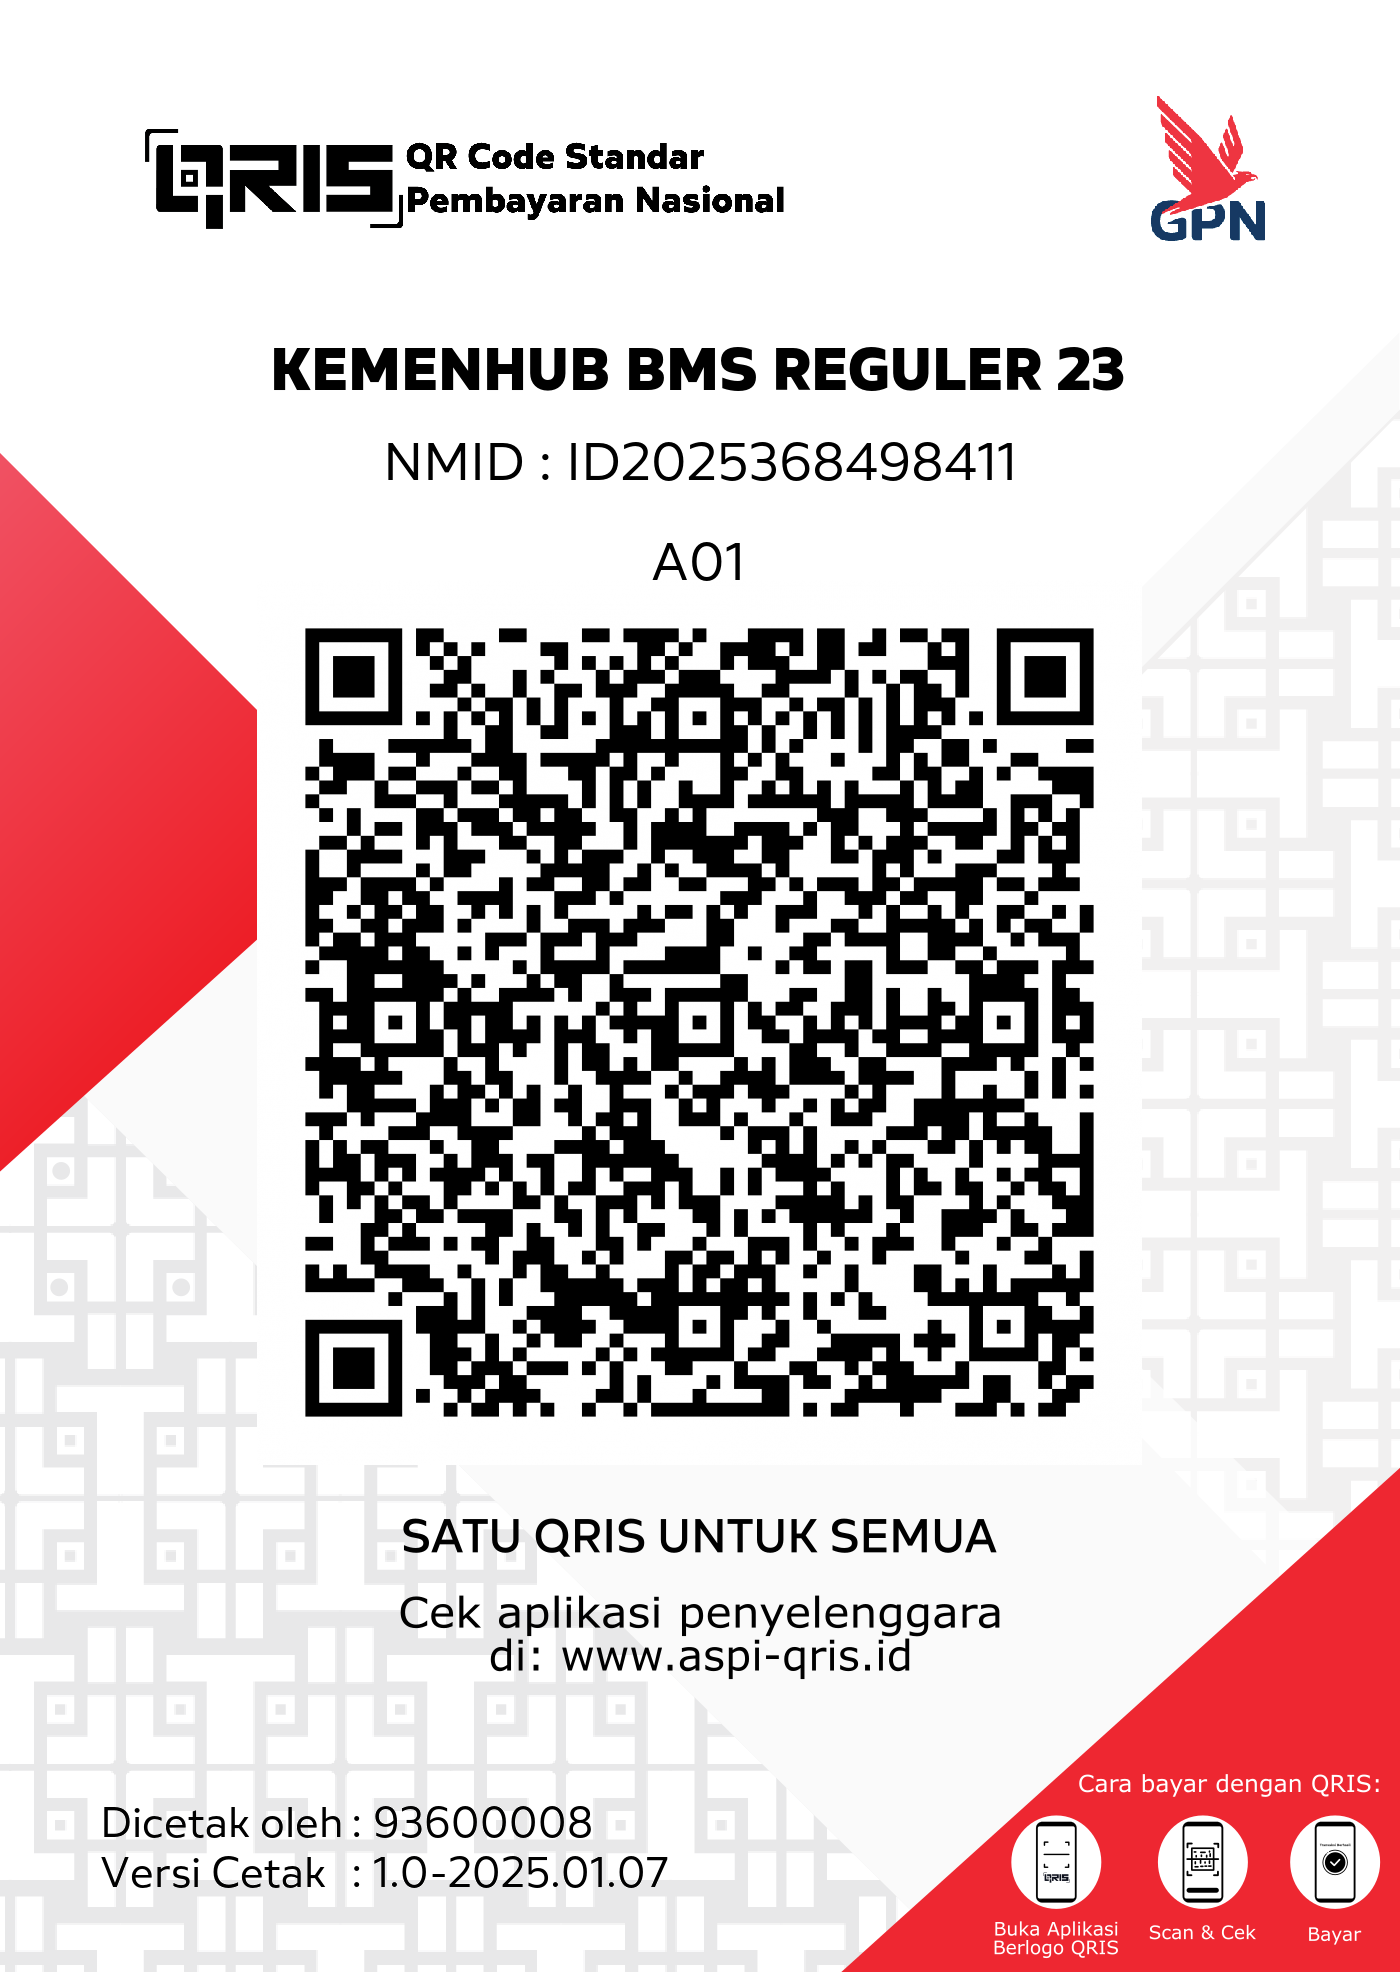 QRIS
QR Code Standar
Pembayaran Nasional
GPN
KEMENHUB BMS REGULER 23
NMID : ID2025368498411
A01
SATU QRIS UNTUK SEMUA
Cek aplikasi penyelenggara
di: www.aspi-qris.id
Dicetak oleh : 93600008
Versi Cetak : 1.0-2025.01.07
Cara bayar dengan QRIS:
QRIS
Buka Aplikasi
Berlogo QRIS
Scan & Cek
Bayar